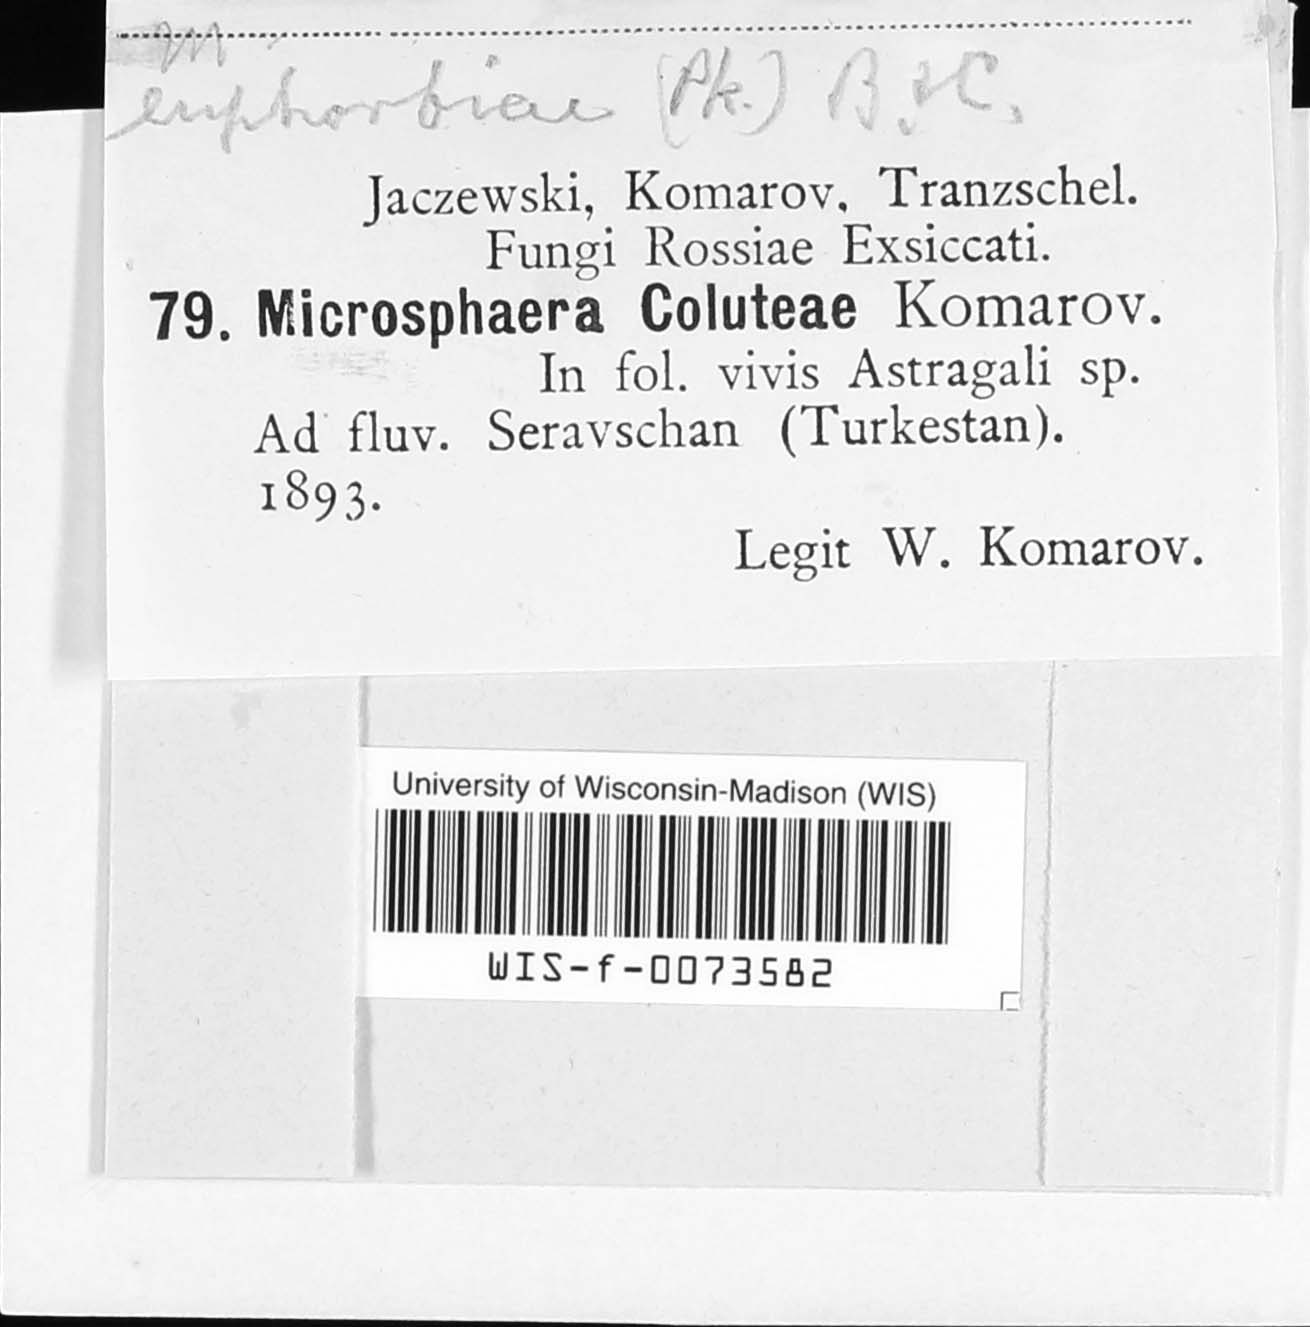 M
euphorbiae (Pk.) B. & C.
Jaczewski, Komarov, Tranzschel.
Fungi Rossiae Exsiccati.
79. Microsphaera Coluteae Komarov.
In fol. vivis Astragali sp.
Ad fluv. Seravschan (Turkestan).
1893.
Legit W. Komarov.
University of Wisconsin-Madison (WIS)
WIS-f-0073582